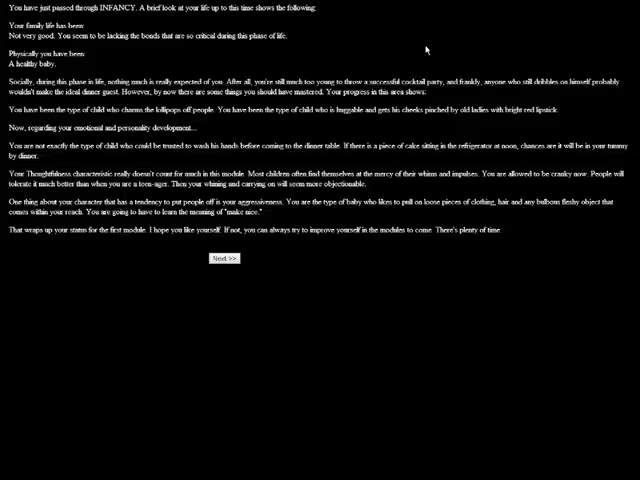 You have just passed through INFANCY. A brief look at your life up to this time shows the following:
Your family life has been:
Not very good. You seem to be lacking the bonds that are so critical during this phase of life.
Physically you have been:
A healthy baby.
Socially, during this phase in life, nothing much is really expected of you. After all, you're still much too young to throw a successful cocktail party, and frankly, anyone who still dribbles on himself probably
wouldn't make the ideal dinner guest. However, by now there are some things you should have mastered. Your progress in this area shows:
You have been the type of child who charms the lollipops off people. You have been the type of child who is huggable and gets his cheeks pinched by old ladies with bright red lipstick.
Now, regarding your emotional and personality development...
You are not exactly the type of child who could be trusted to wash his hands before coming to the dinner table. If there is a piece of cake sitting in the refrigerator at noon, chances are it will be in your tummy
by dinner.
Your Thoughtfulness characteristic really doesn't count for much in this module. Most children often find themselves at the mercy of their whims and impulses. You are allowed to be cranky now. People will
tolerate it much better than when you are a teen-ager. Then your whining and carrying on will seem more objectionable.
One thing about your character that has a tendency to put people off is your aggressiveness. You are the type of baby who likes to pull on loose pieces of clothing, hair and any bulbous fleshy object that
comes within your reach. You are going to have to learn the meaning of "make nice."
That wraps up your status for the first module. I hope you like yourself. If not, you can always try to improve yourself in the modules to come. There's plenty of time.
Next >>